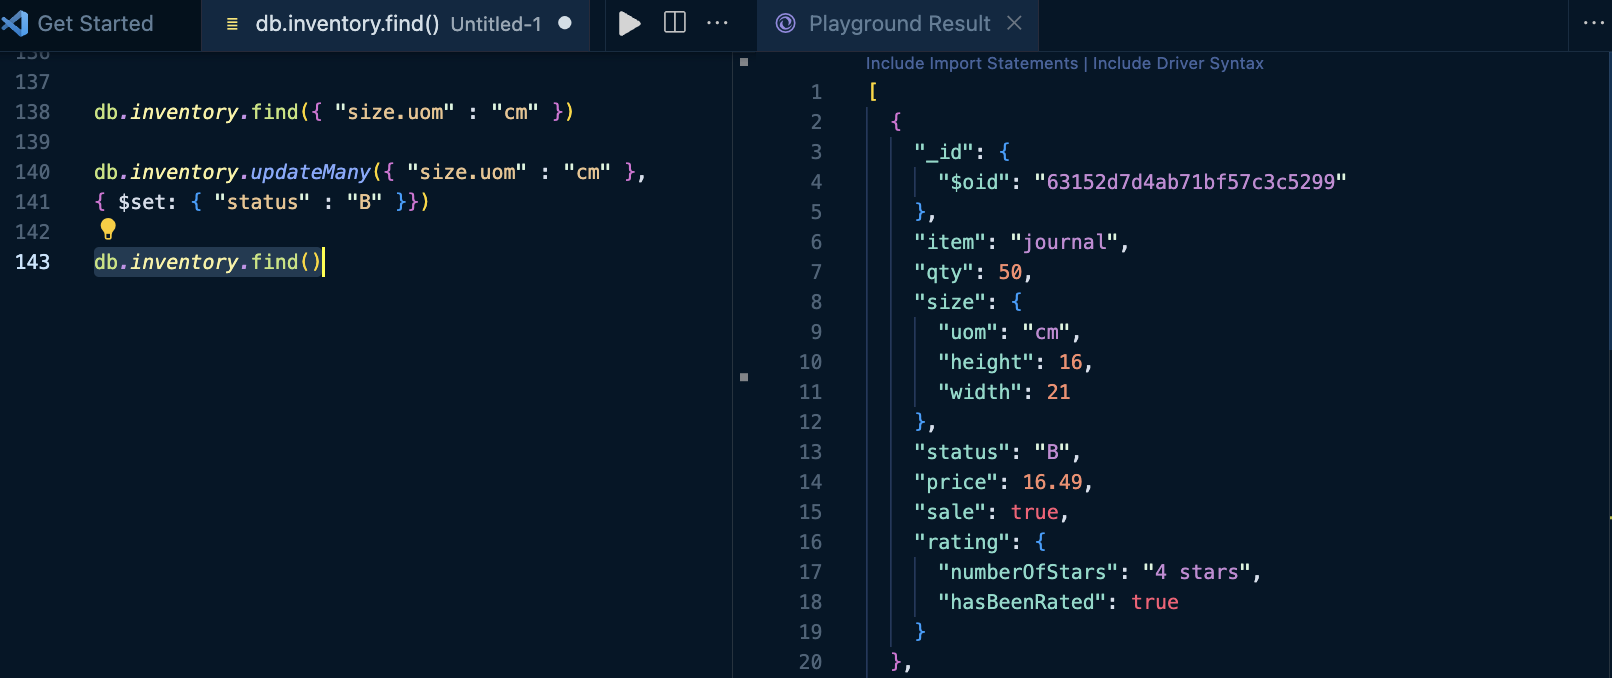 Get Started
db.inventory.find() Untitled-1
Playground Result
136
137
138 db.inventory.find({ "size.uom" : "cm" })
139
140 db.inventory.updateMany({ "size.uom" : "cm" },
141 { $set: { "status" : "B" }})
142
143 db.inventory.find()
Include Import Statements | Include Driver Syntax
1 [
2 {
3 "_id": {
4 "$oid": "63152d7d4ab71bf57c3c5299"
5 },
6 "item": "journal",
7 "qty": 50,
8 "size": {
9 "uom": "cm",
10 "height": 16,
11 "width": 21
12 },
13 "status": "B",
14 "price": 16.49,
15 "sale": true,
16 "rating": {
17 "numberOfStars": "4 stars",
18 "hasBeenRated": true
19 }
20 },